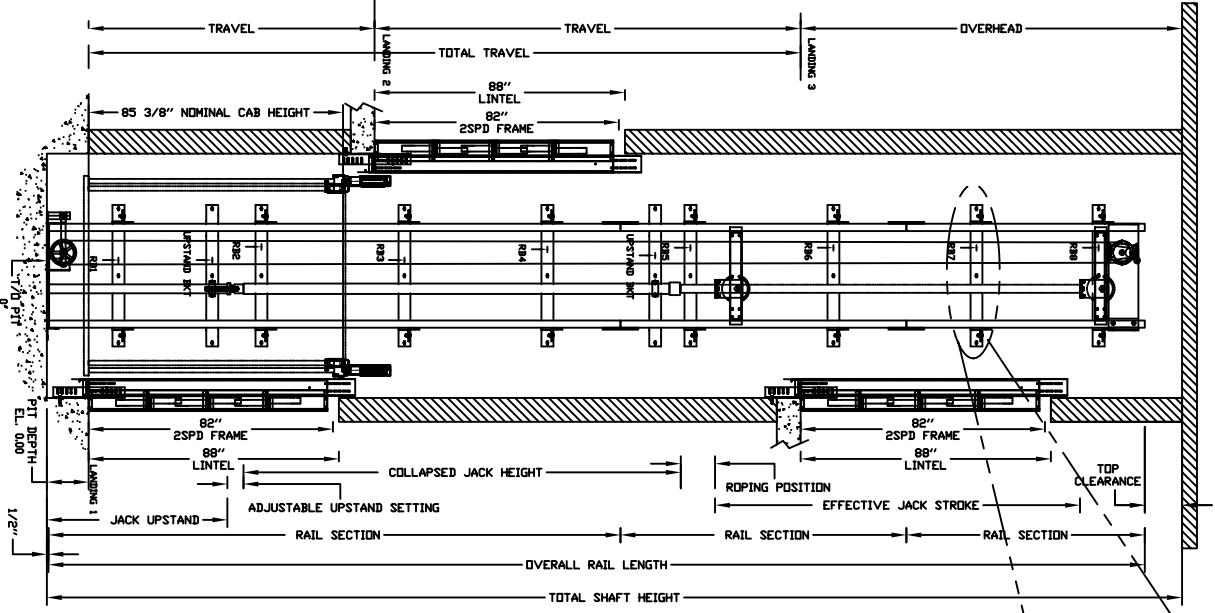 TRAVEL
TRAVEL
OVERHEAD
TOTAL TRAVEL
LANDING 2
LANDING 3
88"
LINTEL
85 3/8" NOMINAL CAB HEIGHT
82"
2SPD FRAME
RB1
UPSTAND BKT
RB2
RB3
RB4
UPSTAND BKT
RB5
RB6
RB7
RB8
T/O PIT
0"
PIT DEPTH
EL. 0.00
LANDING 1
82"
2SPD FRAME
88"
LINTEL
82"
2SPD FRAME
88"
LINTEL
COLLAPSED JACK HEIGHT
ROPING POSITION
TOP
CLEARANCE
ADJUSTABLE UPSTAND SETTING
EFFECTIVE JACK STROKE
JACK UPSTAND
1/2"
RAIL SECTION
RAIL SECTION
RAIL SECTION
OVERALL RAIL LENGTH
TOTAL SHAFT HEIGHT